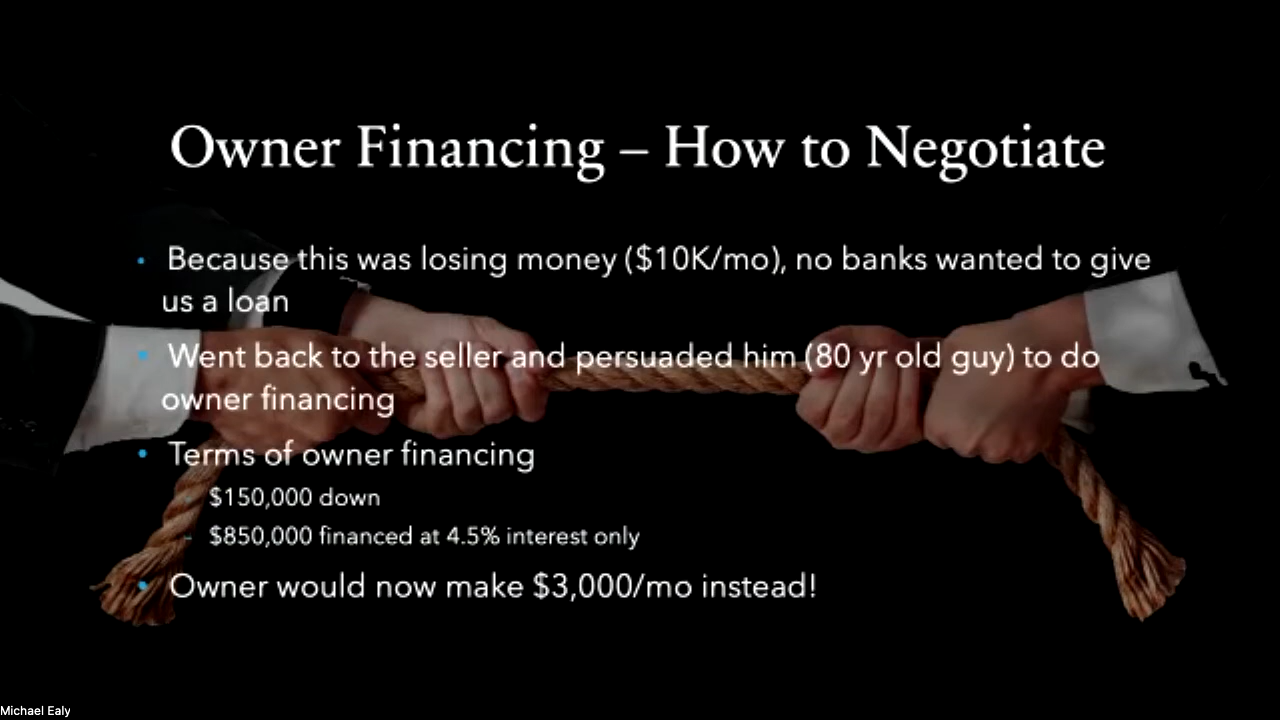 Owner Financing – How to Negotiate
• Because this was losing money ($10K/mo), no banks wanted to give
us a loan
• Went back to the seller and persuaded him (80 yr old guy) to do
owner financing
• Terms of owner financing
- $150,000 down
- $850,000 financed at 4.5% interest only
• Owner would now make $3,000/mo instead!
Michael Ealy